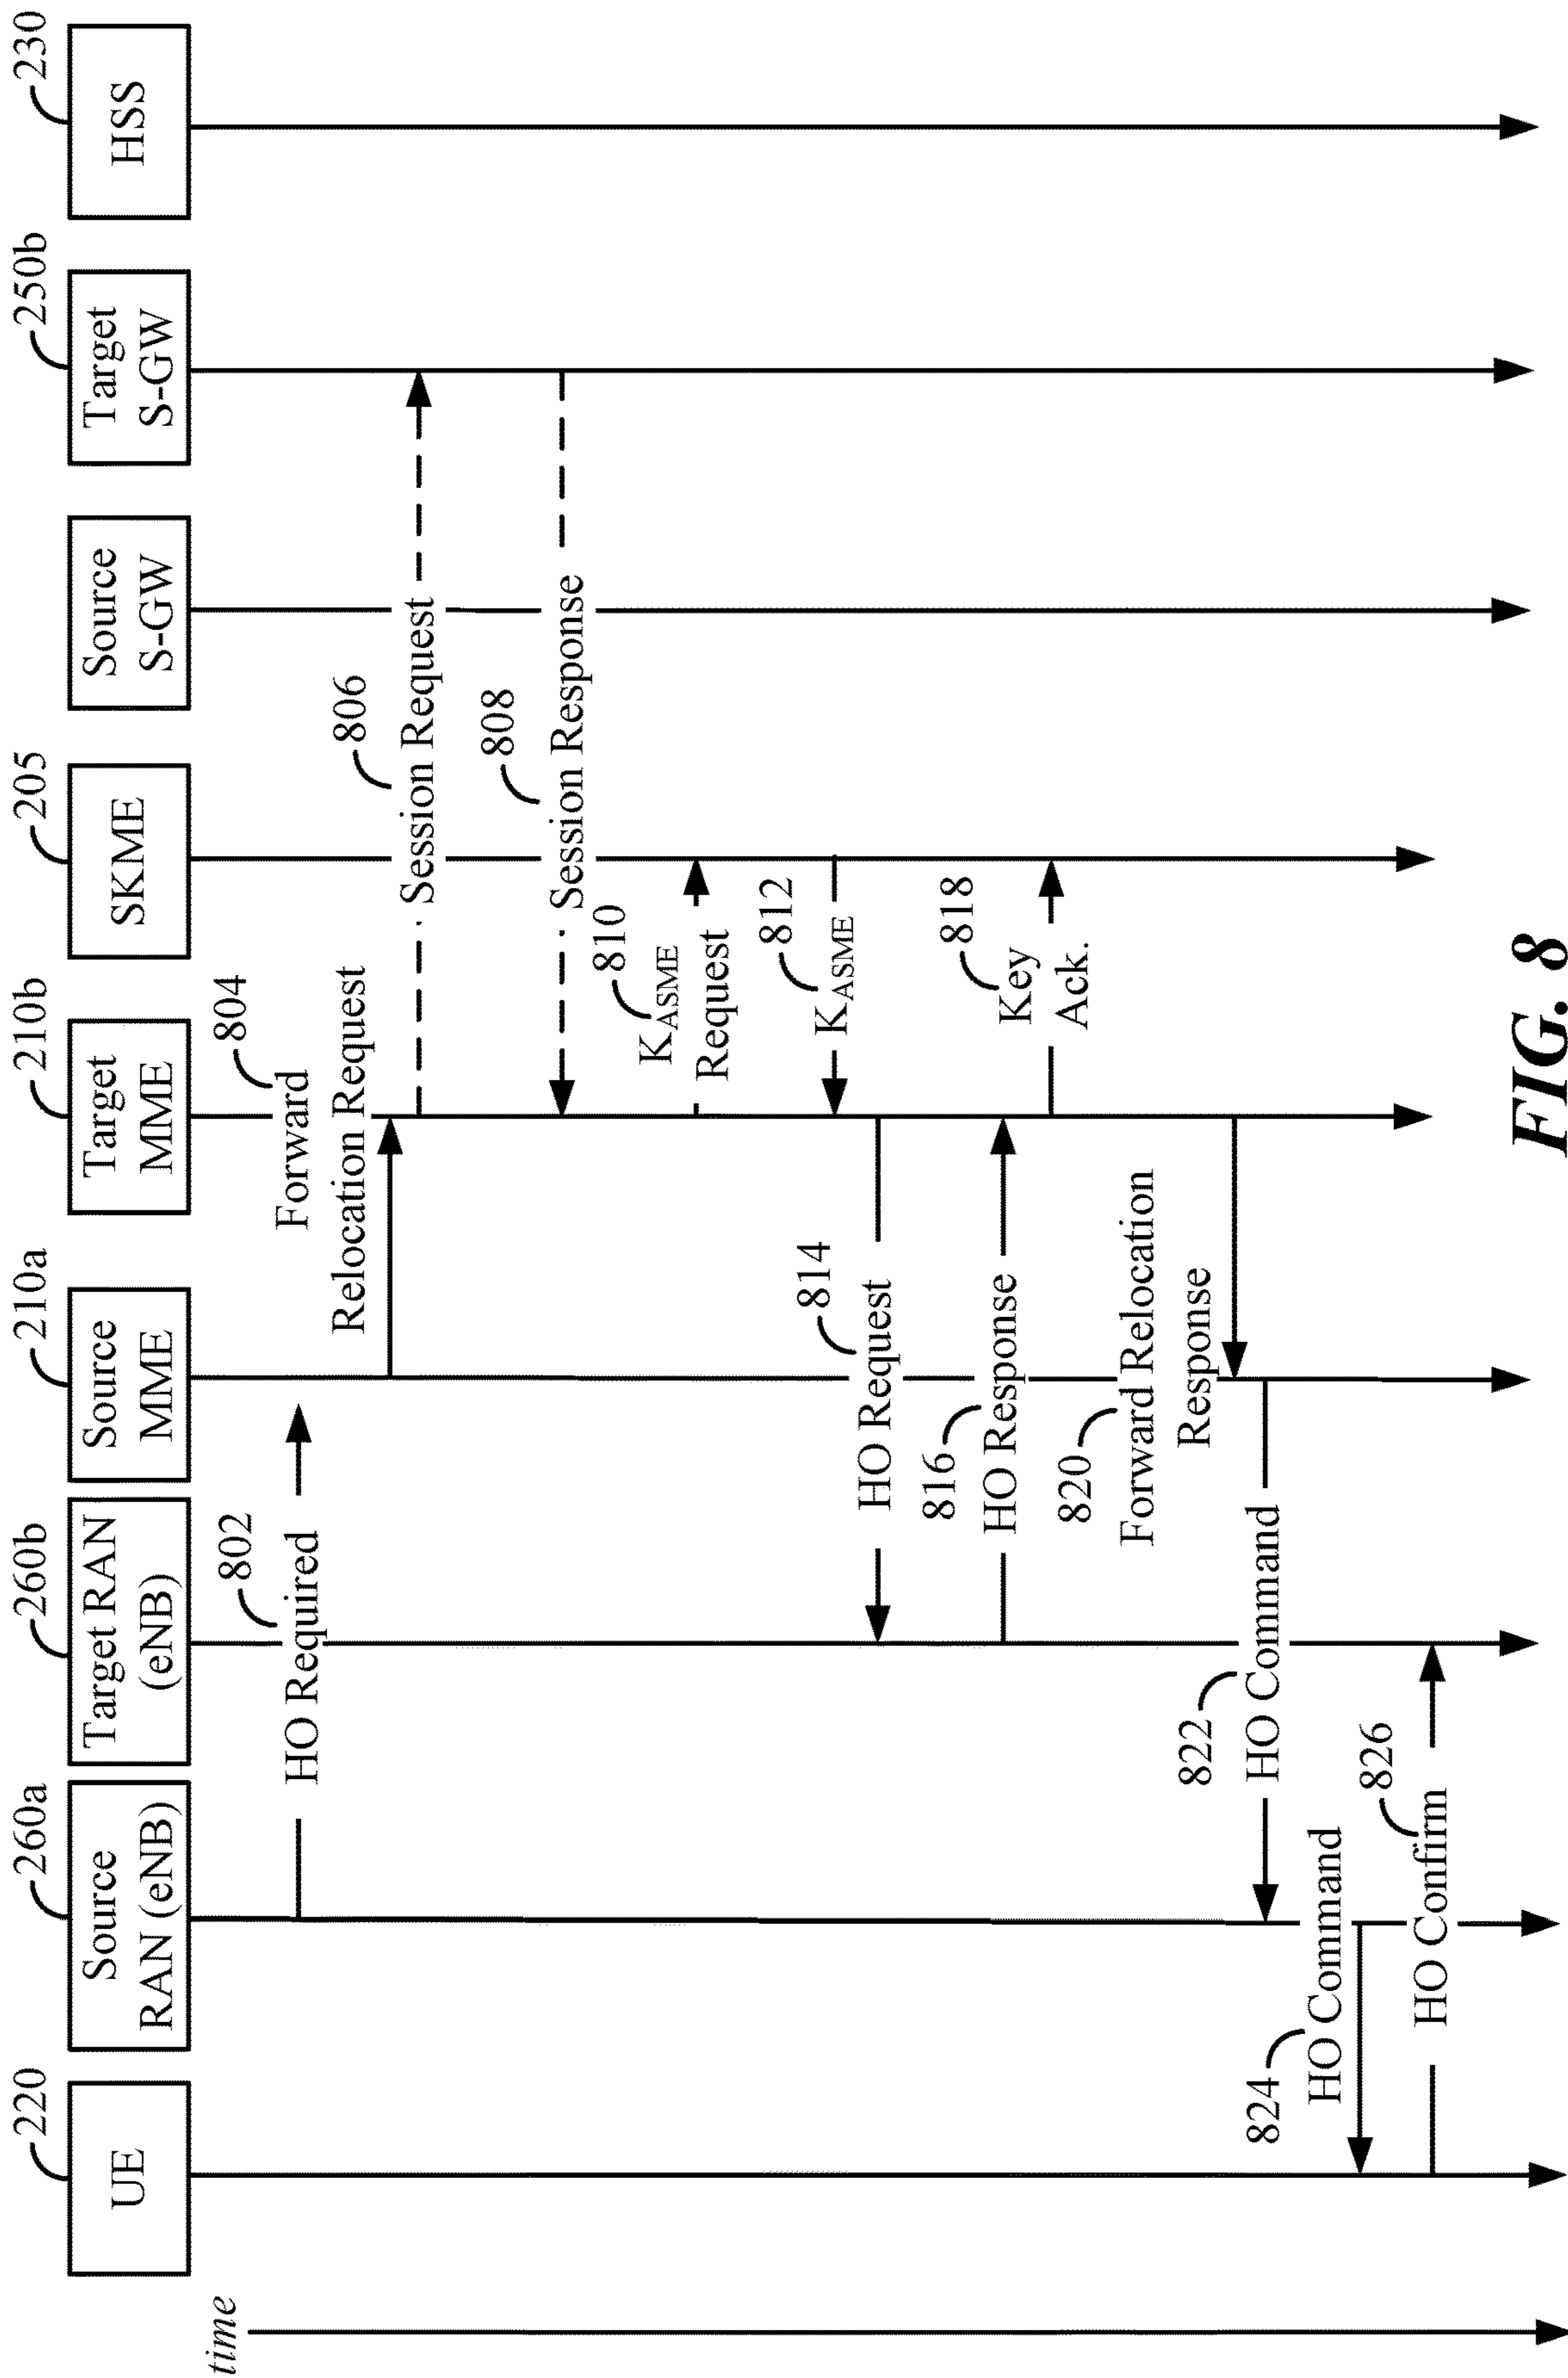 220
260a
260b
210a
210b
205
250b
230
UE
Source
RAN (eNB)
Target RAN
(eNB)
Source
MME
Target
MME
SKME
Source
S-GW
Target
S-GW
HSS
time
802
HO Required
804
Forward
Relocation Request
806
Session Request
808
Session Response
810
KASME
Request
812
KASME
814
HO Request
816
HO Response
818
Key
Ack.
820
Forward Relocation
Response
822
HO Command
824
HO Command
826
HO Confirm
FIG. 8